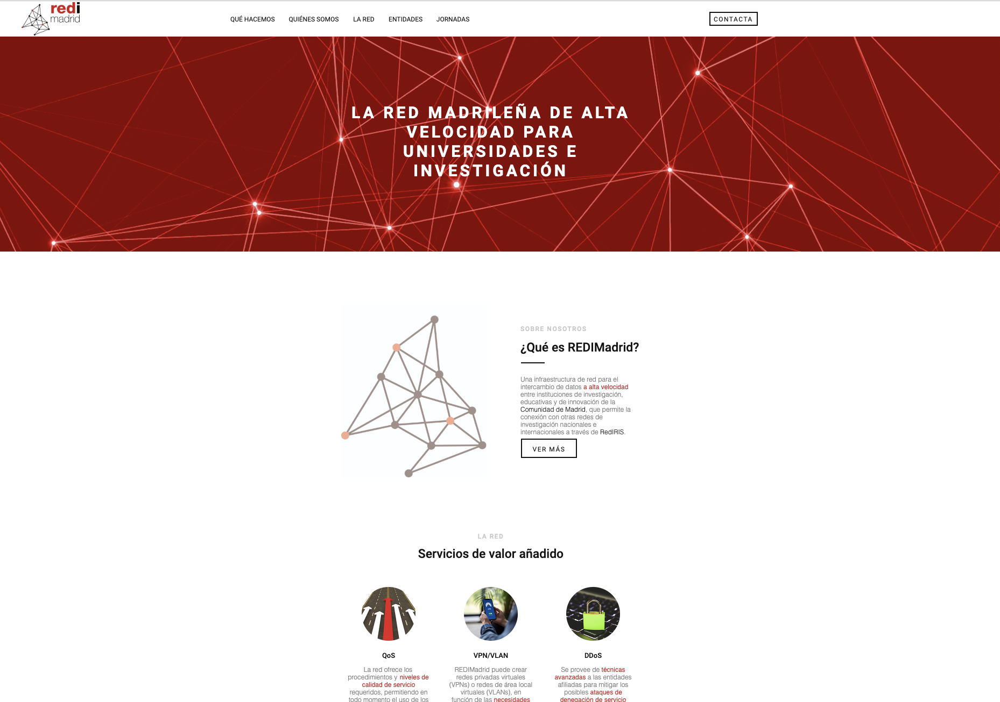 redi
madrid
QUÉ HACEMOS QUIÉNES SOMOS LA RED ENTIDADES JORNADAS
CONTACTA
LA RED MADRILEÑA DE ALTA
VELOCIDAD PARA
UNIVERSIDADES E
INVESTIGACIÓN
SOBRE NOSOTROS
¿Qué es REDIMadrid?
Una infraestructura de red para el
intercambio de datos a alta velocidad
entre instituciones de investigación,
educativas y de innovación de la
Comunidad de Madrid, que permite la
conexión con otras redes de
investigación nacionales e
internacionales a través de RedIRIS.
VER MÁS
LA RED
Servicios de valor añadido
QoS
La red ofrece los
procedimientos y niveles de
calidad de servicio
requeridos, permitiendo en
todo momento el uso de los
VPN/VLAN
REDIMadrid puede crear
redes privadas virtuales
(VPNs) o redes de área local
virtuales (VLANs), en
función de las necesidades
DDoS
Se provee de técnicas
avanzadas a las entidades
afiliadas para mitigar los
posibles ataques de
denegación de servicio